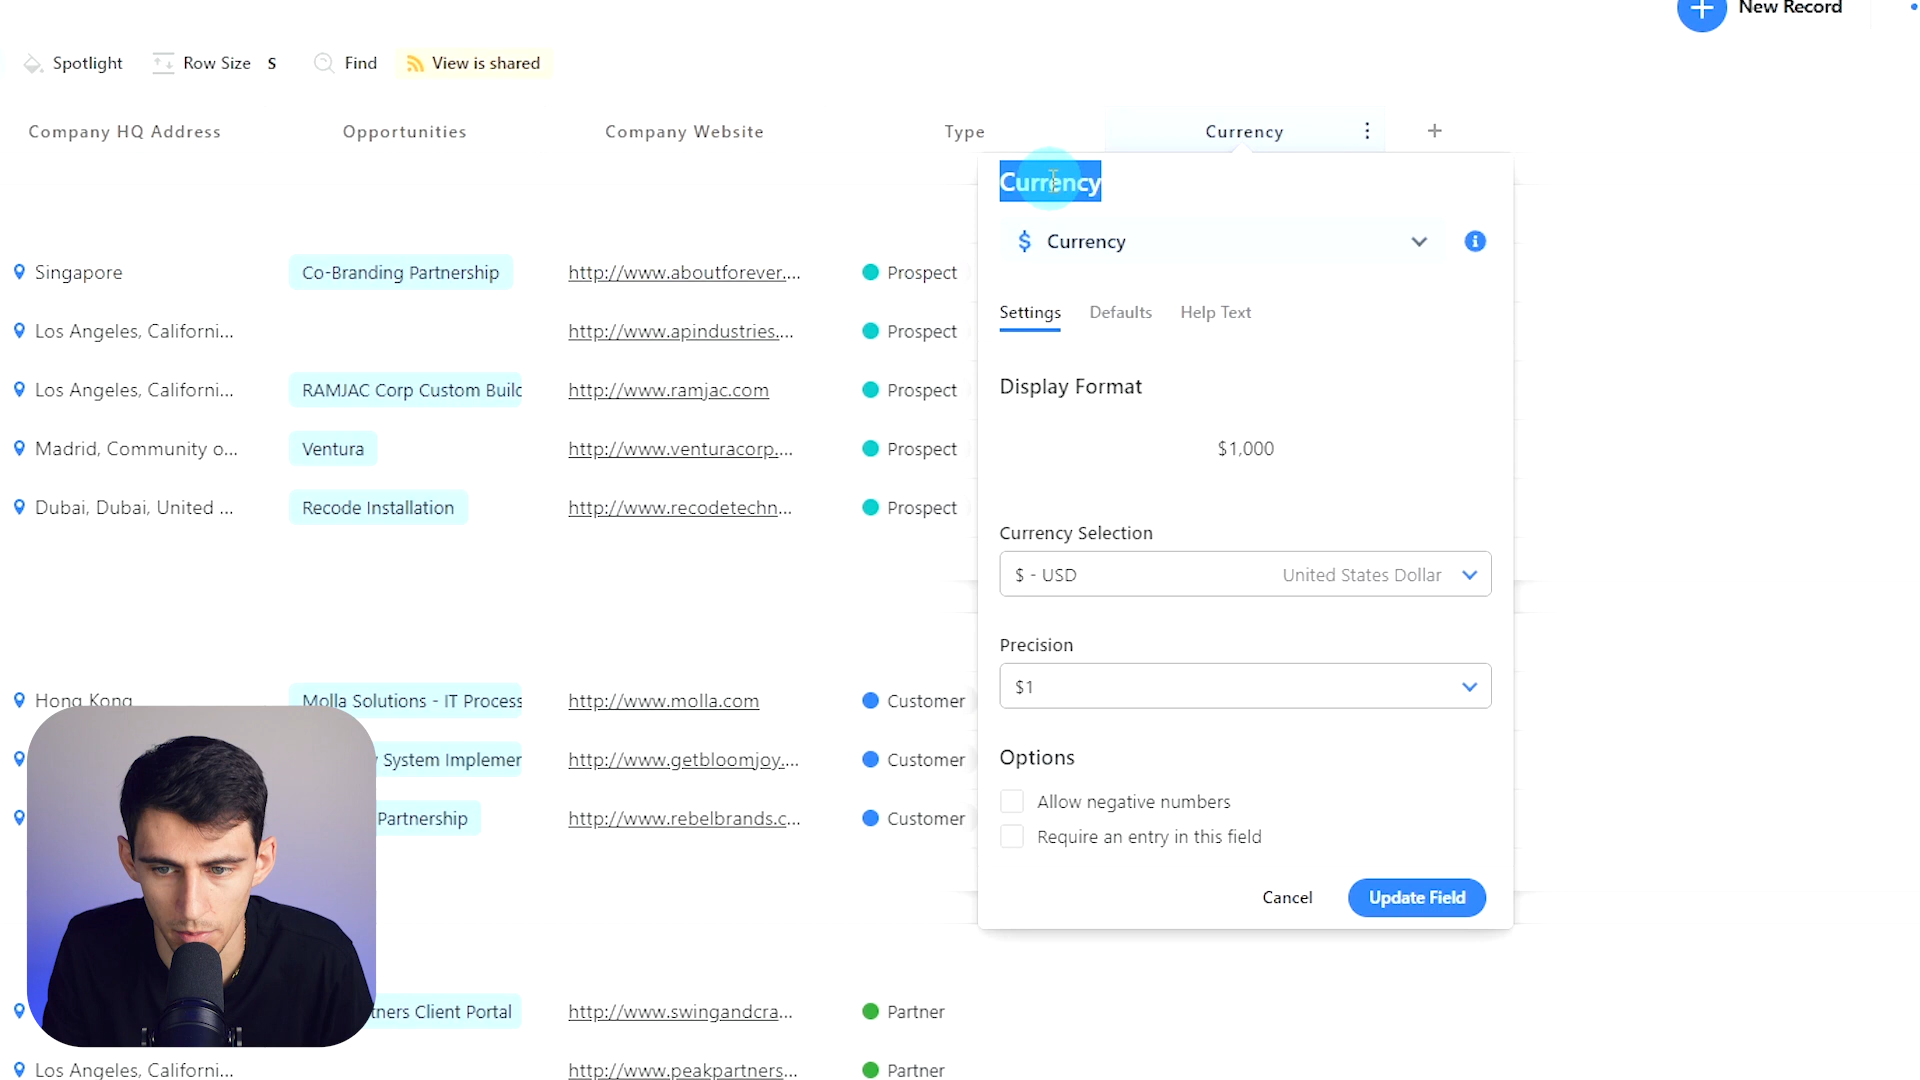 New Record
Spotlight Row Size S Find View is shared
Company HQ Address Opportunities Company Website Type Currency
Currency
$ Currency
Settings Defaults Help Text
Display Format
$1,000
Currency Selection
$ - USD United States Dollar
Precision
$1
Options
Allow negative numbers
Require an entry in this field
Cancel Update Field
Singapore Co-Branding Partnership http://www.aboutforever.... Prospect
Los Angeles, Californi... http://www.apindustries.... Prospect
Los Angeles, Californi... RAMJAC Corp Custom Build http://www.ramjac.com Prospect
Madrid, Community o... Ventura http://www.venturacorp.... Prospect
Dubai, Dubai, United ... Recode Installation http://www.recodetechn... Prospect
Hong Kong Molla Solutions - IT Process http://www.molla.com Customer
System Implemen http://www.getbloomjoy.... Customer
Partnership http://www.rebelbrands.c... Customer
tners Client Portal http://www.swingandcra... Partner
Los Angeles, Californi... http://www.peakpartners... Partner